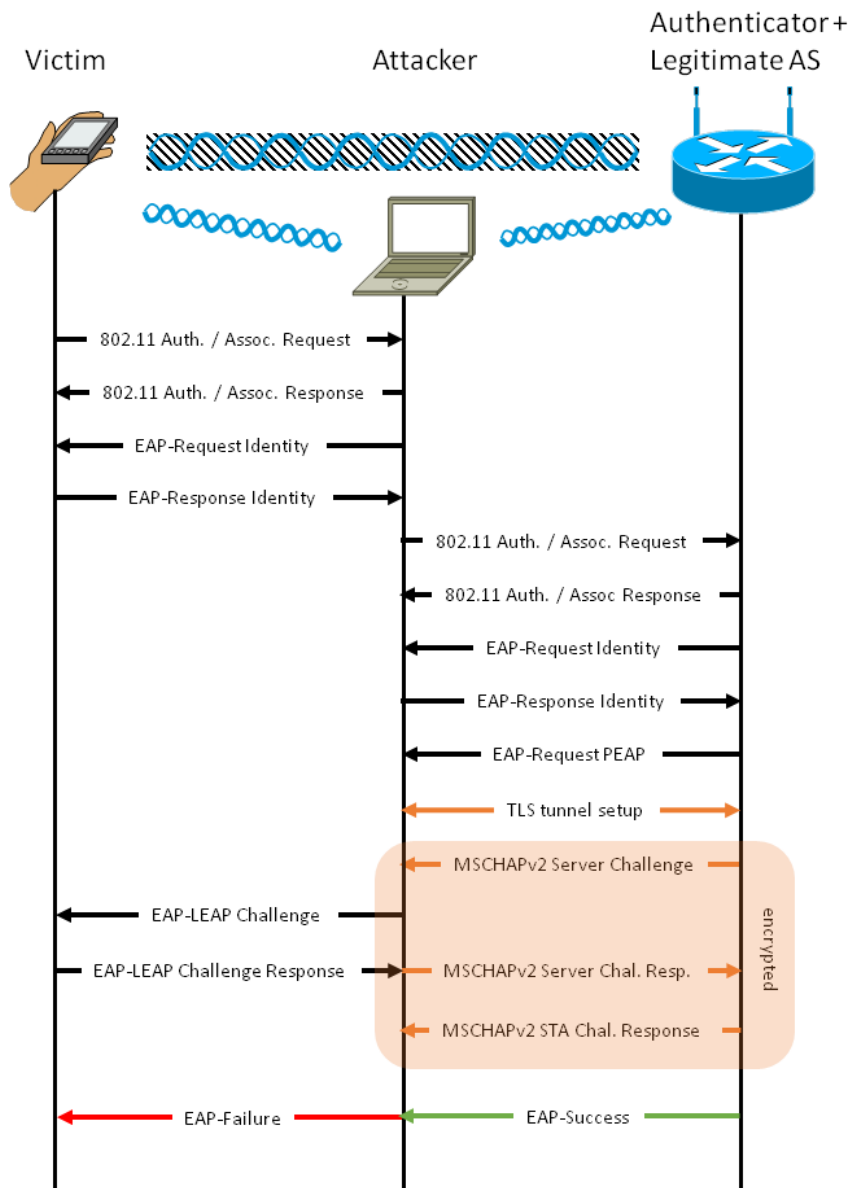 Victim
Attacker
Authenticator +
Legitimate AS
802.11 Auth. / Assoc. Request
802.11 Auth. / Assoc. Response
EAP-Request Identity
EAP-Response Identity
802.11 Auth. / Assoc. Request
802.11 Auth. / Assoc Response
EAP-Request Identity
EAP-Response Identity
EAP-Request PEAP
TLS tunnel setup
MSCHAPv2 Server Challenge
EAP-LEAP Challenge
encrypted
EAP-LEAP Challenge Response
MSCHAPv2 Server Chal. Resp.
MSCHAPv2 STA Chal. Response
EAP-Failure
EAP-Success